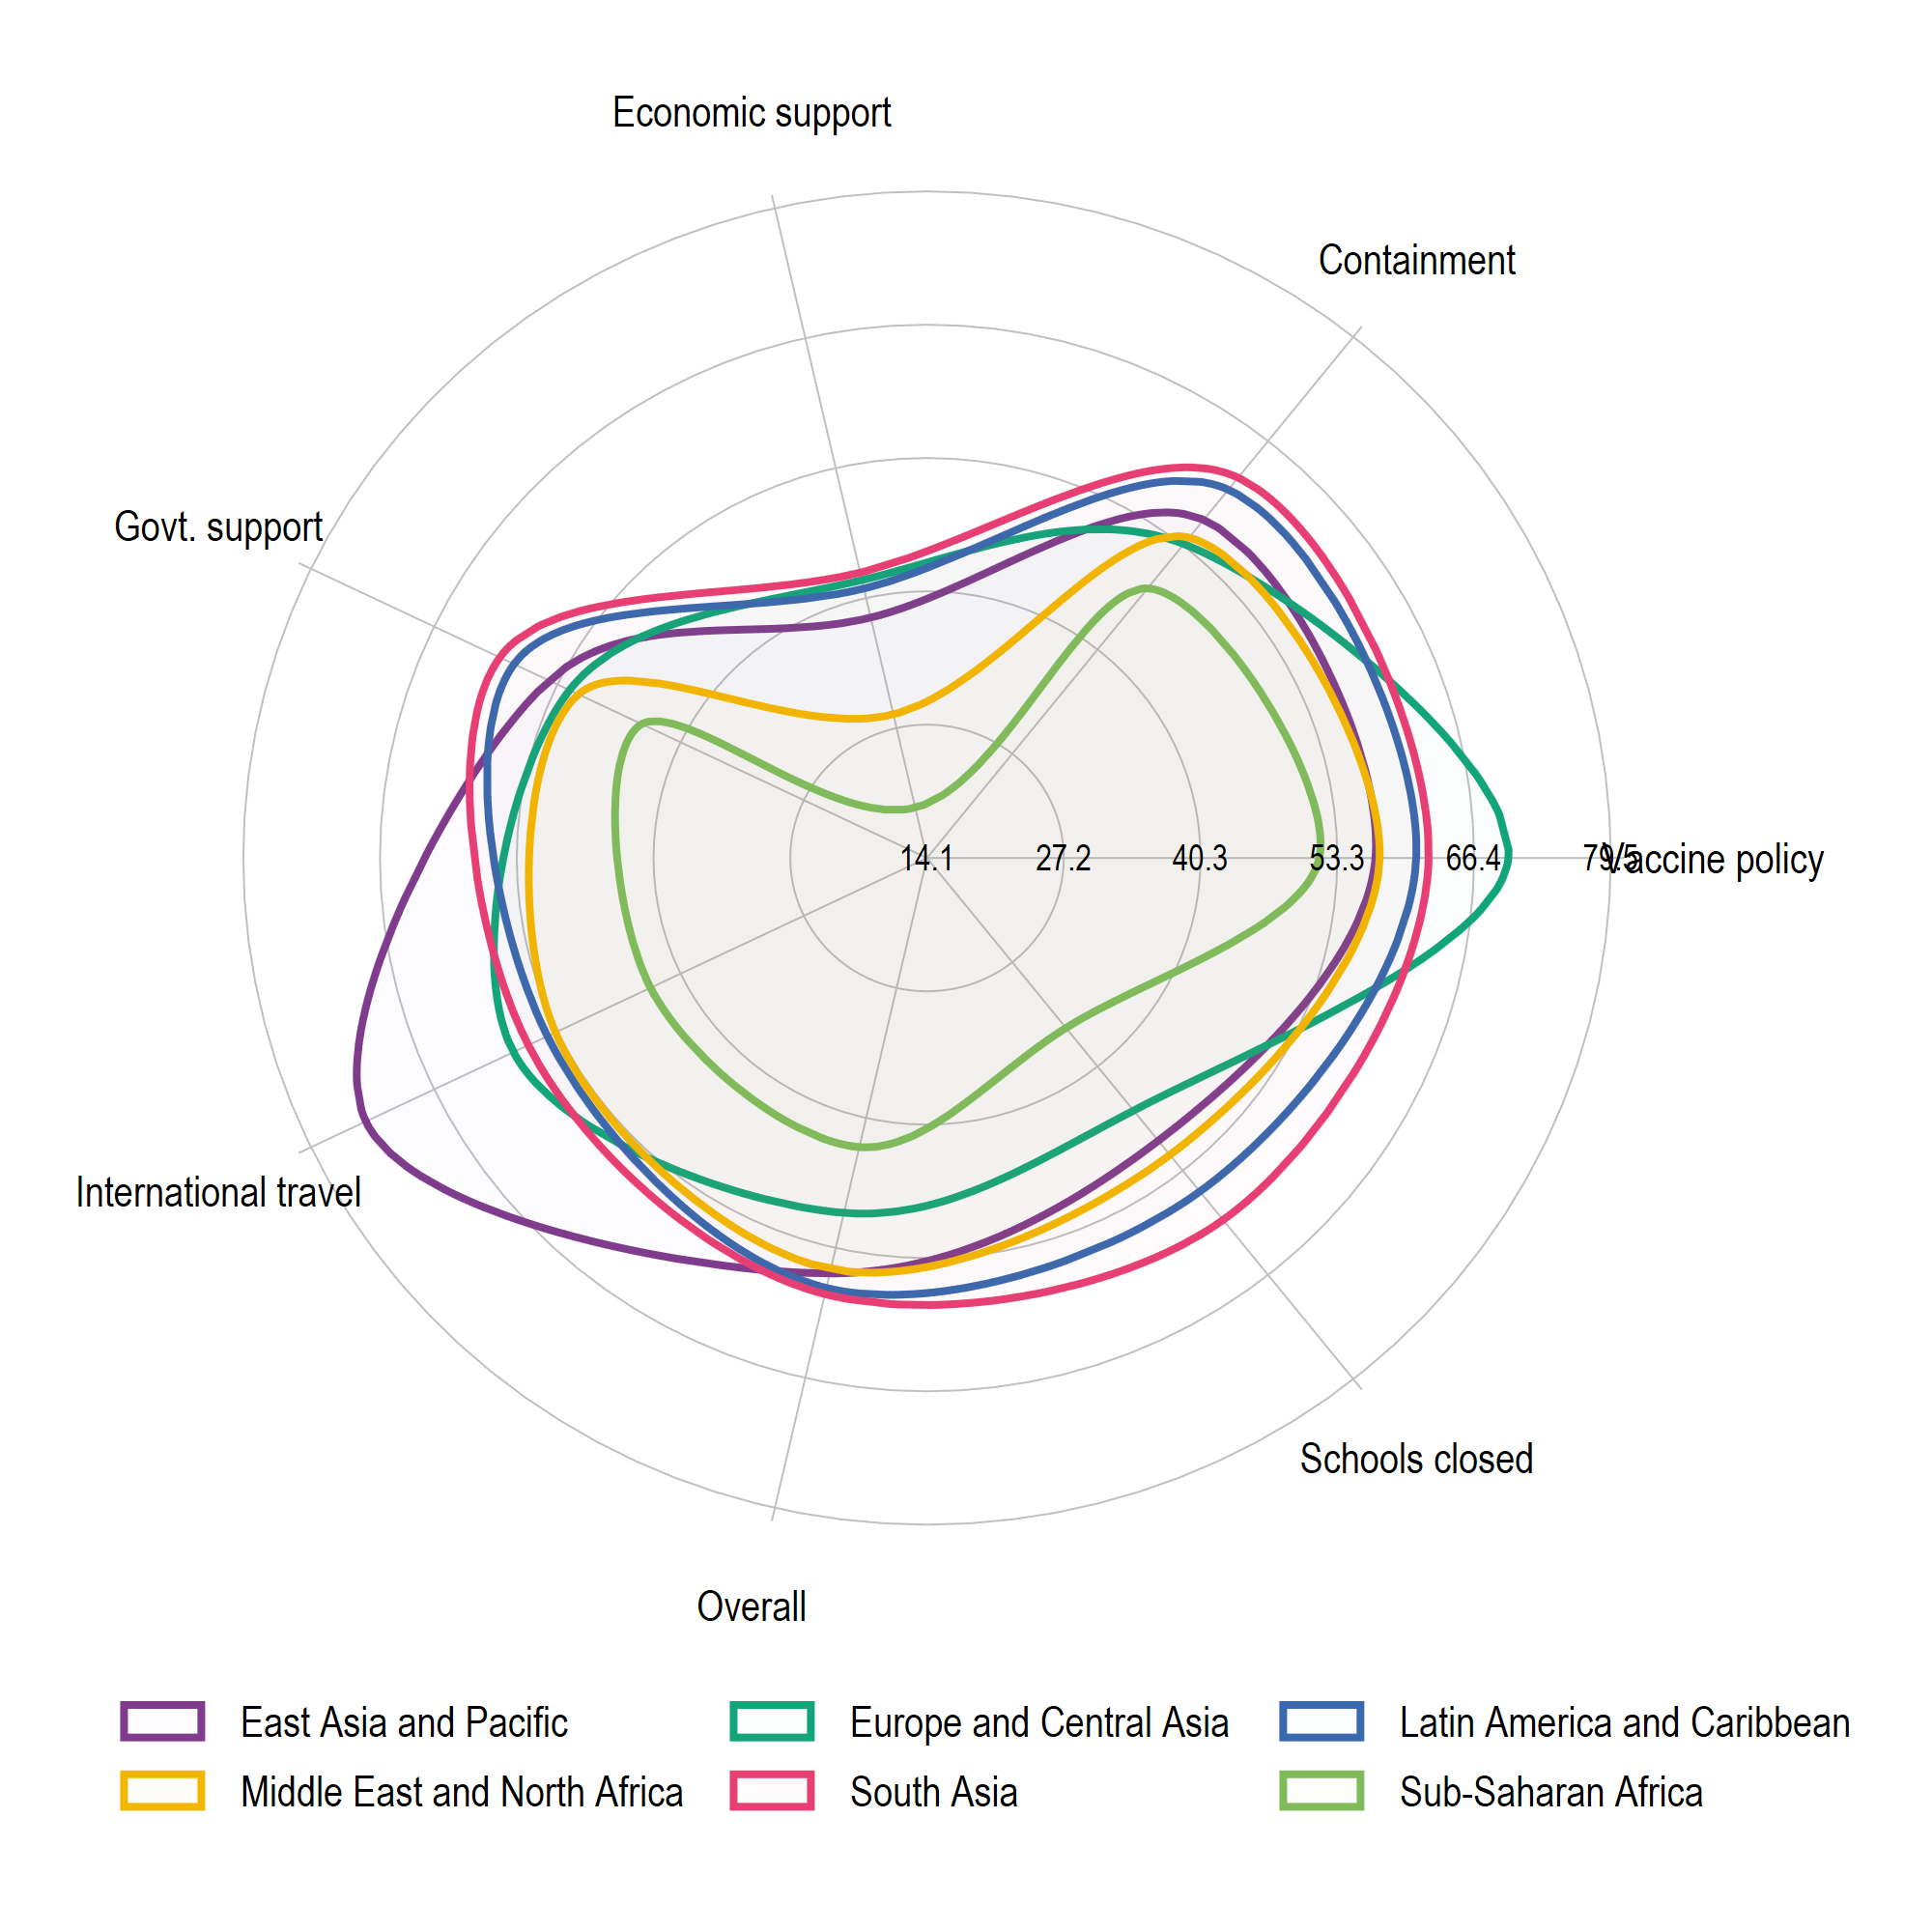 Economic support
Containment
Govt. support
14.1 27.2 40.3 53.3 66.4 79.5 Vaccine policy
International travel
Schools closed
Overall
East Asia and Pacific Europe and Central Asia Latin America and Caribbean
Middle East and North Africa South Asia Sub-Saharan Africa